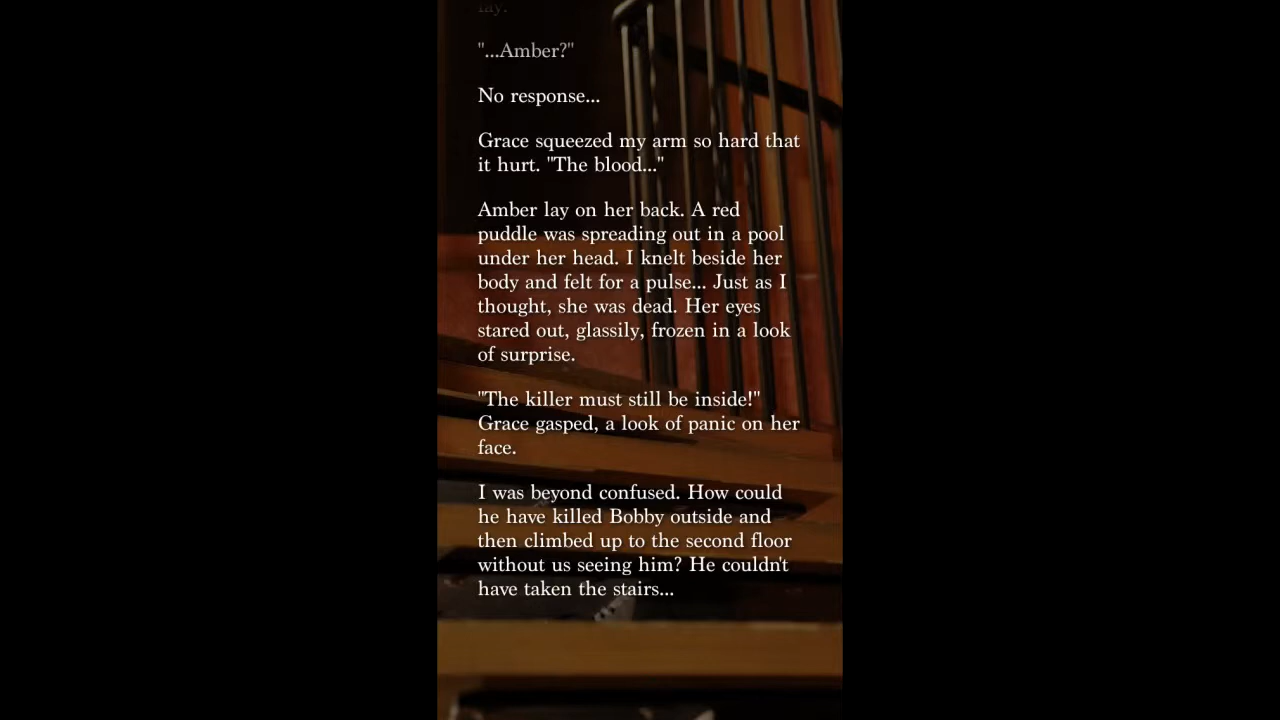 lay.
"...Amber?"
No response...
Grace squeezed my arm so hard that
it hurt. "The blood..."
Amber lay on her back. A red
puddle was spreading out in a pool
under her head. I knelt beside her
body and felt for a pulse... Just as I
thought, she was dead. Her eyes
stared out, glassily, frozen in a look
of surprise.
"The killer must still be inside!"
Grace gasped, a look of panic on her
face.
I was beyond confused. How could
he have killed Bobby outside and
then climbed up to the second floor
without us seeing him? He couldn't
have taken the stairs...